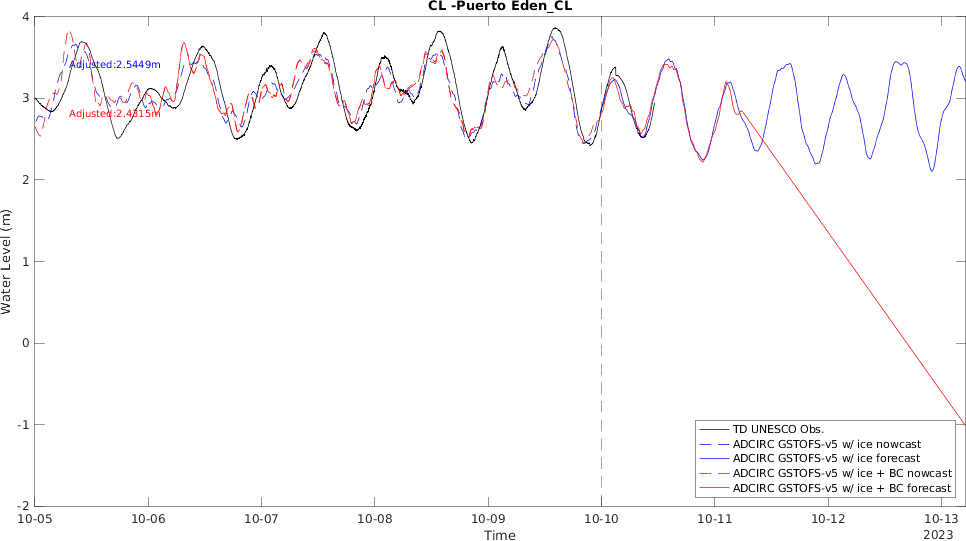 CL -Puerto Eden_CL
4
3
2
1
0
-1
-2
Water Level (m)
Adjusted:2.5449m
Adjusted:2.4315m
TD UNESCO Obs.
ADCIRC GSTOFS-v5 w/ ice nowcast
ADCIRC GSTOFS-v5 w/ ice forecast
ADCIRC GSTOFS-v5 w/ ice + BC nowcast
ADCIRC GSTOFS-v5 w/ ice + BC forecast
10-05 10-06 10-07 10-08 10-09 10-10 10-11 10-12 10-13
2023
Time